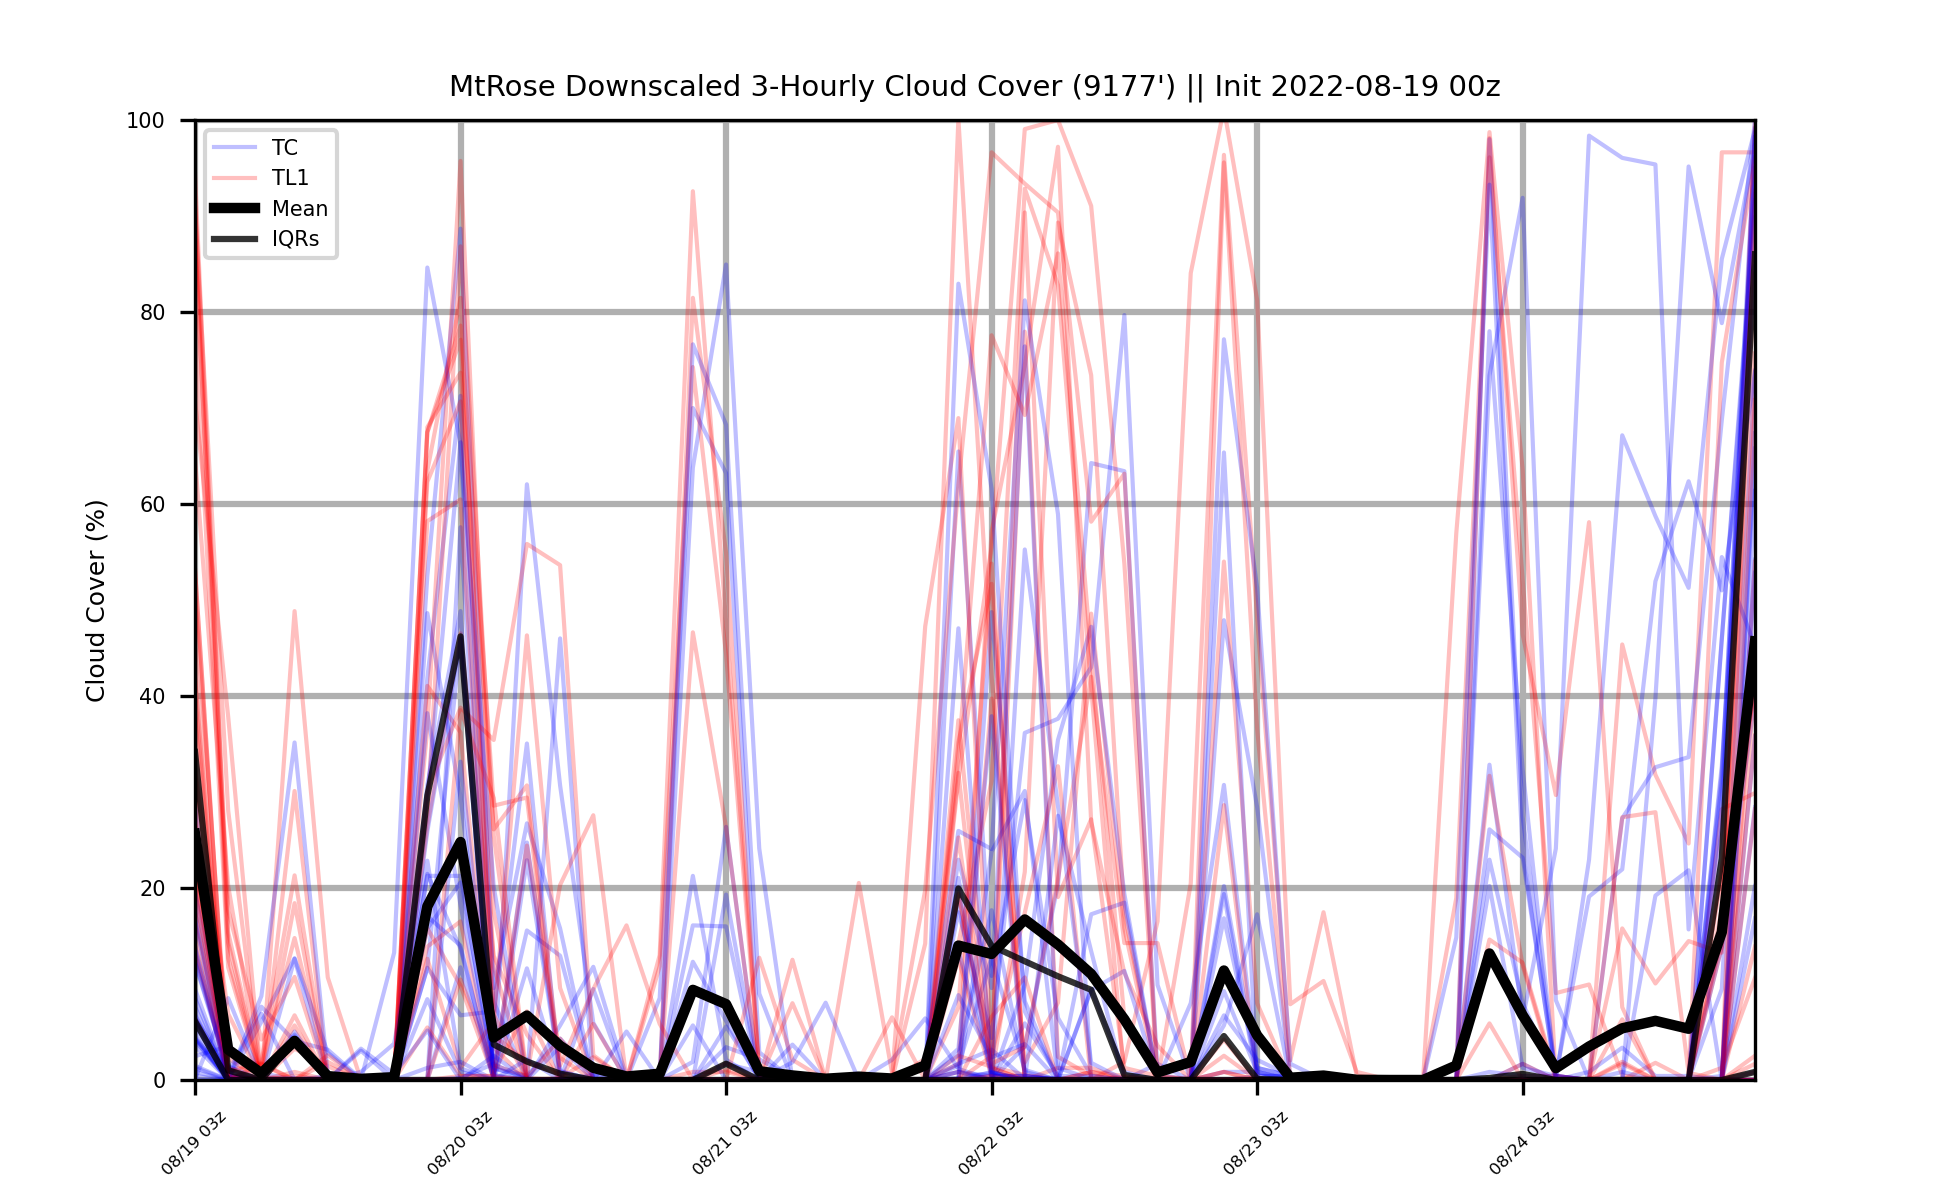 MtRose Downscaled 3-Hourly Cloud Cover (9177') || Init 2022-08-19 00z
TC
TL1
Mean
IQRs
Cloud Cover (%)
100
80
60
40
20
0
08/19 03z
08/20 03z
08/21 03z
08/22 03z
08/23 03z
08/24 03z